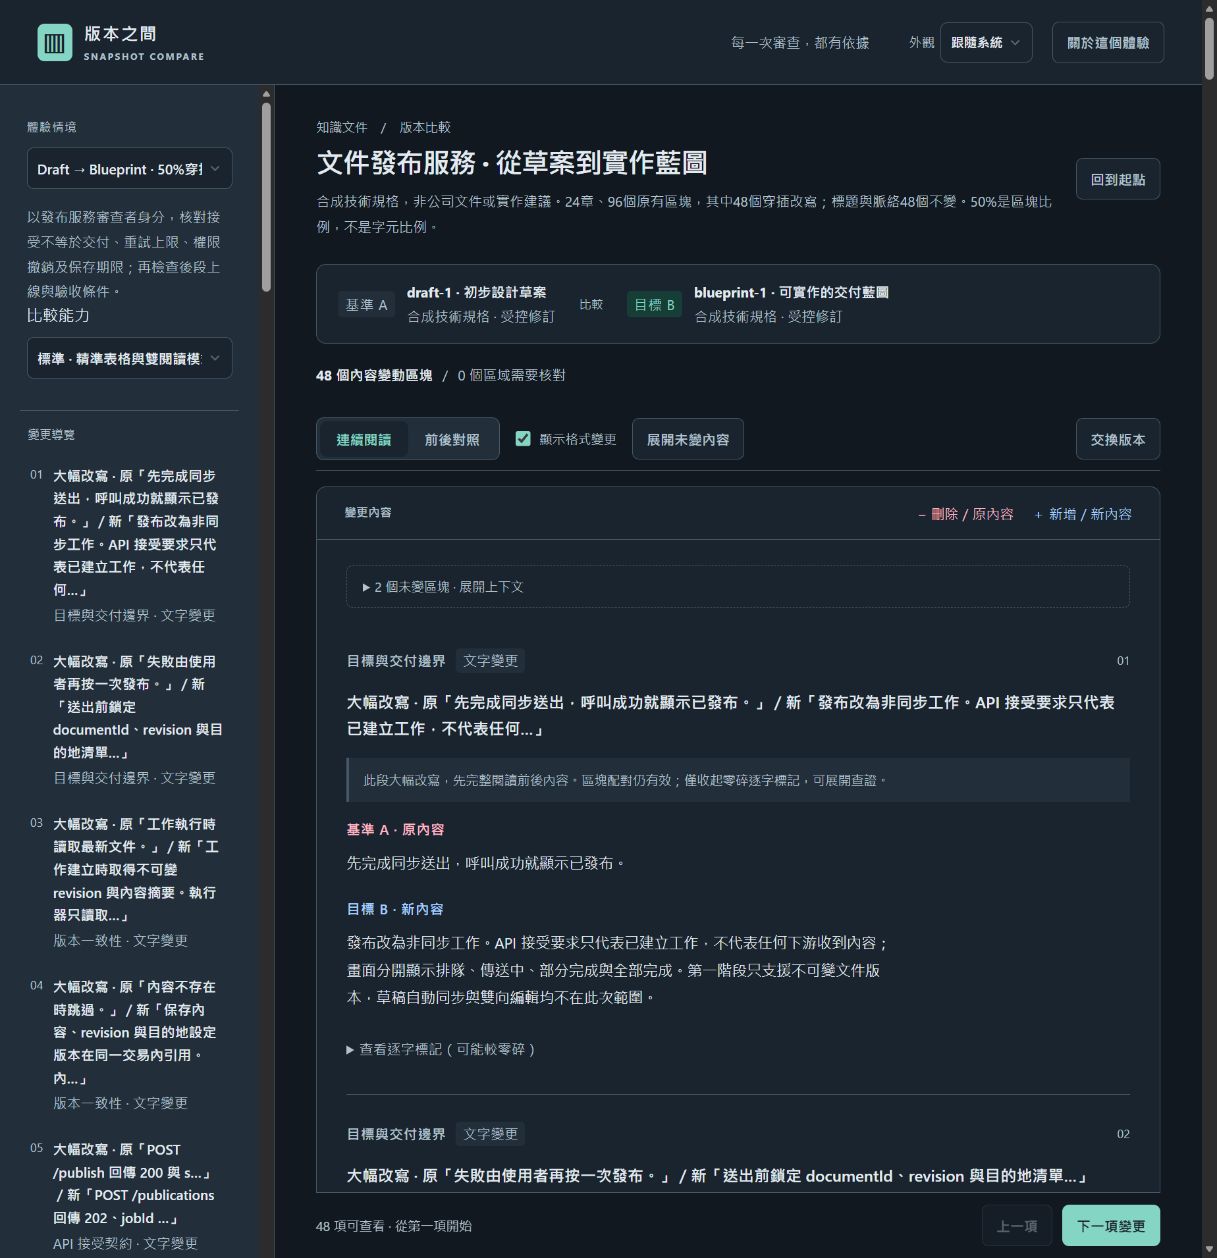 版本之間
SNAPSHOT COMPARE
每一次審查，都有依據
外觀
跟隨系統
關於這個體驗
體驗情境
Draft → Blueprint · 50%穿
以發布服務審查者身分，核對接
受不等於交付、重試上限、權限
撤銷及保存期限；再檢查後段上
線與驗收條件。
比較能力
標準 · 精準表格與雙閱讀模
變更導覽
01
大幅改寫 · 原「先完成同步
送出，呼叫成功就顯示已發
布。」 / 新「發布改為非同
步工作。API 接受要求只代
表已建立工作，不代表任
何…」
目標與交付邊界 · 文字變更
02
大幅改寫 · 原「失敗由使用
者再按一次發布。」 / 新
「送出前鎖定
documentId、revision 與目
的地清單…」
目標與交付邊界 · 文字變更
03
大幅改寫 · 原「工作執行時
讀取最新文件。」 / 新「工
作建立時取得不可變
revision 與內容摘要。執行
器只讀取…」
版本一致性 · 文字變更
04
大幅改寫 · 原「內容不存在
時跳過。」 / 新「保存內
容、revision 與目的地設定
版本在同一交易內引用。
內…」
版本一致性 · 文字變更
05
大幅改寫 · 原「POST
/publish 回傳 200 與 s…」
/ 新「POST /publications
回傳 202、jobId …」
API 接受契約 · 文字變更
知識文件 / 版本比較
文件發布服務 · 從草案到實作藍圖
合成技術規格，非公司文件或實作建議。24章、96個原有區塊，其中48個穿插改寫；標題與脈絡48個不變。50%是區塊比
例，不是字元比例。
回到起點
基準 A
draft-1 · 初步設計草案
合成技術規格 · 受控修訂
比較
目標 B
blueprint-1 · 可實作的交付藍圖
合成技術規格 · 受控修訂
48 個內容變動區塊 / 0 個區域需要核對
連續閱讀
前後對照
顯示格式變更
展開未變內容
交換版本
變更內容
− 刪除 / 原內容
+ 新增 / 新內容
▶ 2 個未變區塊 · 展開上下文
目標與交付邊界
文字變更
01
大幅改寫 · 原「先完成同步送出，呼叫成功就顯示已發布。」 / 新「發布改為非同步工作。API 接受要求只代表
已建立工作，不代表任何…」
此段大幅改寫，先完整閱讀前後內容。區塊配對仍有效；僅收起零碎逐字標記，可展開查證。
基準 A · 原內容
先完成同步送出，呼叫成功就顯示已發布。
目標 B · 新內容
發布改為非同步工作。API 接受要求只代表已建立工作，不代表任何下游收到內容；
畫面分開顯示排隊、傳送中、部分完成與全部完成。第一階段只支援不可變文件版
本，草稿自動同步與雙向編輯均不在此次範圍。
▶ 查看逐字標記（可能較零碎）
目標與交付邊界
文字變更
02
大幅改寫 · 原「失敗由使用者再按一次發布。」 / 新「送出前鎖定 documentId、revision 與目的地清單…」
48 項可查看 · 從第一項開始
上一項
下一項變更